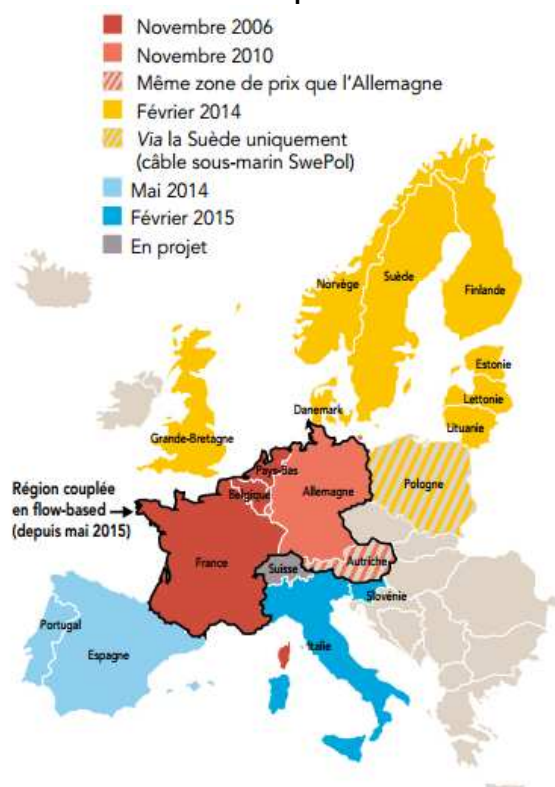 Novembre 2006
Novembre 2010
Même zone de prix que l'Allemagne
Février 2014
Via la Suède uniquement
(câble sous-marin SwePol)
Mai 2014
Février 2015
En projet
Norvège
Suède
Finlande
Estonie
Lettonie
Lituanie
Danemark
Grande-Bretagne
Pays-Bas
Belgique
Allemagne
Pologne
Région couplée
en flow-based
(depuis mai 2015)
France
Suisse
Autriche
Slovénie
Portugal
Espagne
Italie